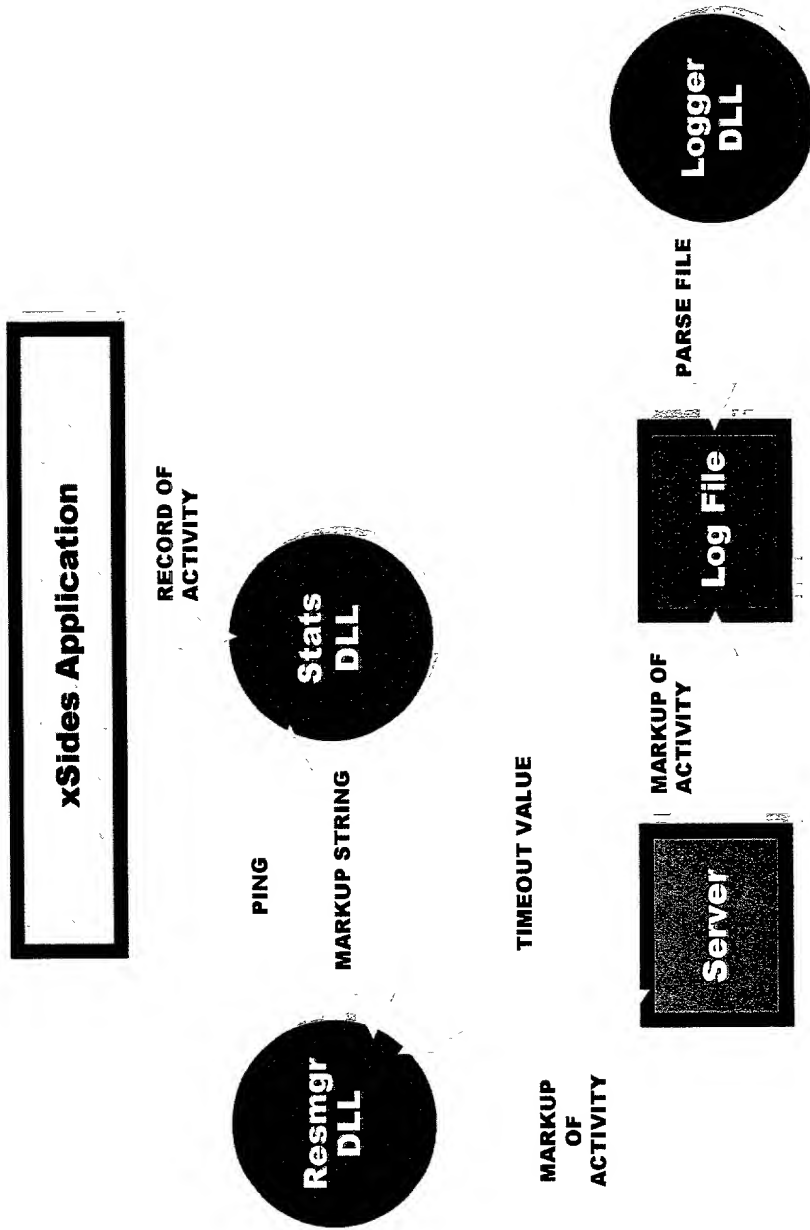 xSides Application
RECORD OF
ACTIVITY
PING
MARKUP STRING
Stats
DLL
Resmgr
DLL
TIMEOUT VALUE
MARKUP
OF
ACTIVITY
Server
MARKUP OF
ACTIVITY
Log File
PARSE FILE
Logger
DLL